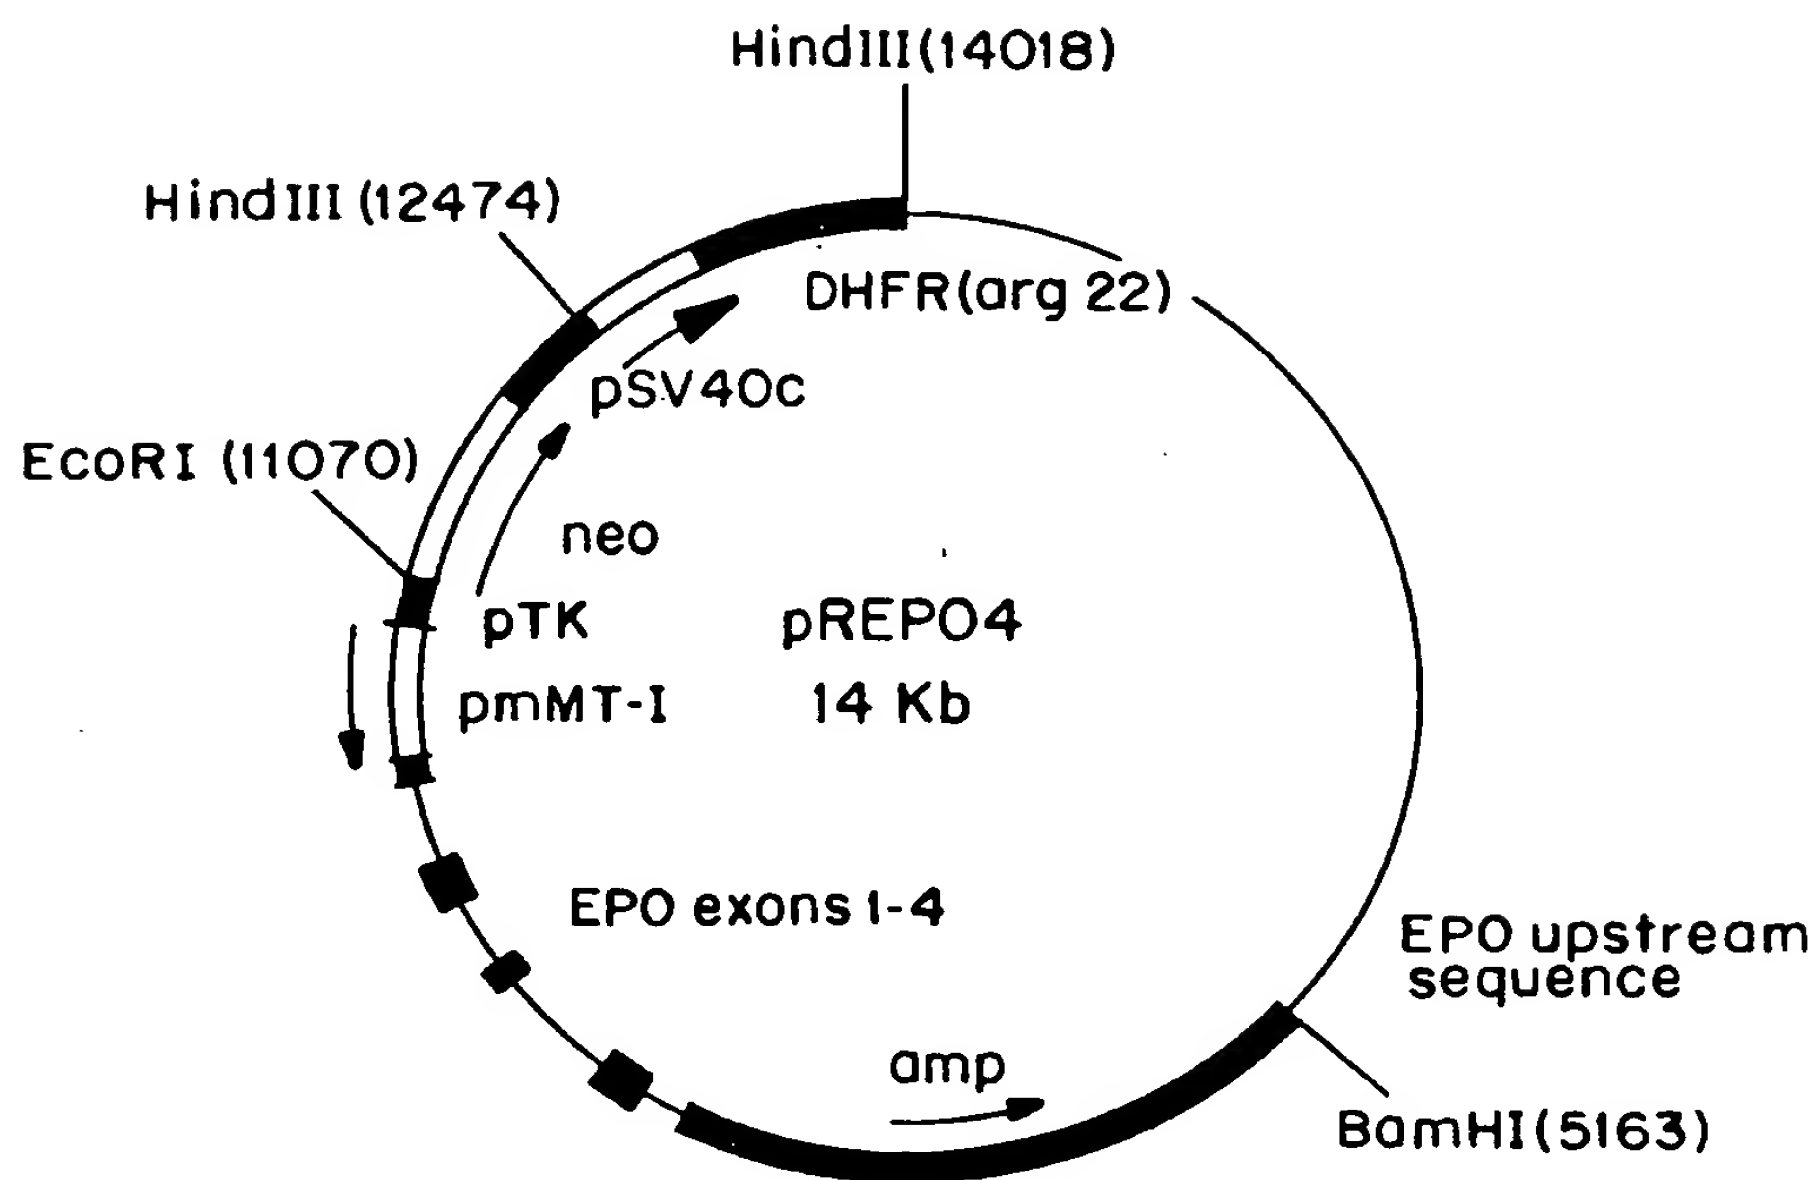 HindIII(14018)
HindIII (12474)
DHFR(arg 22)
pSV40c
EcoRI (11070)
neo
pTK
pREPO4
pmMT-I
14 Kb
EPO exons 1-4
EPO upstream
sequence
amp
BamHI(5163)